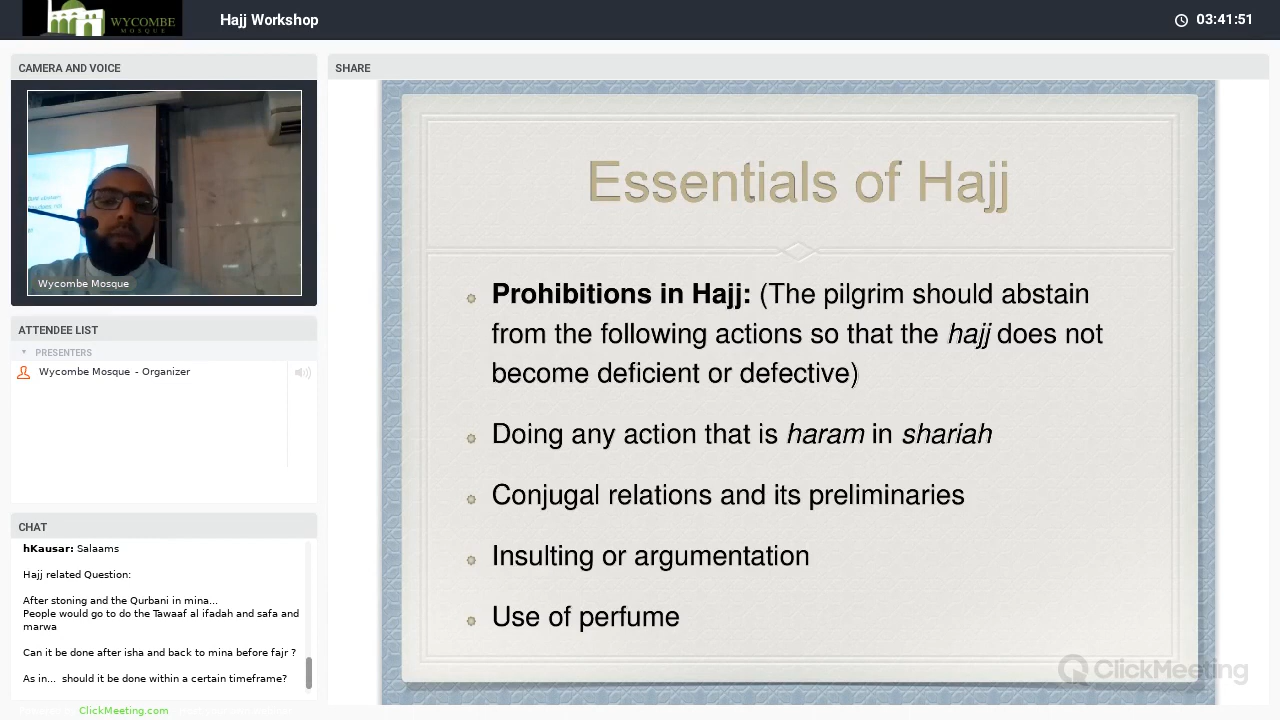 WYCOMBE
MOSQUE
Hajj Workshop
03:41:51
CAMERA AND VOICE
Wycombe Mosque
ATTENDEE LIST
PRESENTERS
Wycombe Mosque - Organizer
CHAT
hKausar: Salaams
Hajj related Question:
After stoning and the Qurbani in mina...
People would go to do the Tawaaf al ifadah and safa and
marwa
Can it be done after isha and back to mina before fajr ?
As in... should it be done within a certain timeframe?
ClickMeeting.com
SHARE
Essentials of Hajj
Prohibitions in Hajj: (The pilgrim should abstain
from the following actions so that the hajj does not
become deficient or defective)
Doing any action that is haram in shariah
Conjugal relations and its preliminaries
Insulting or argumentation
Use of perfume
ClickMeeting